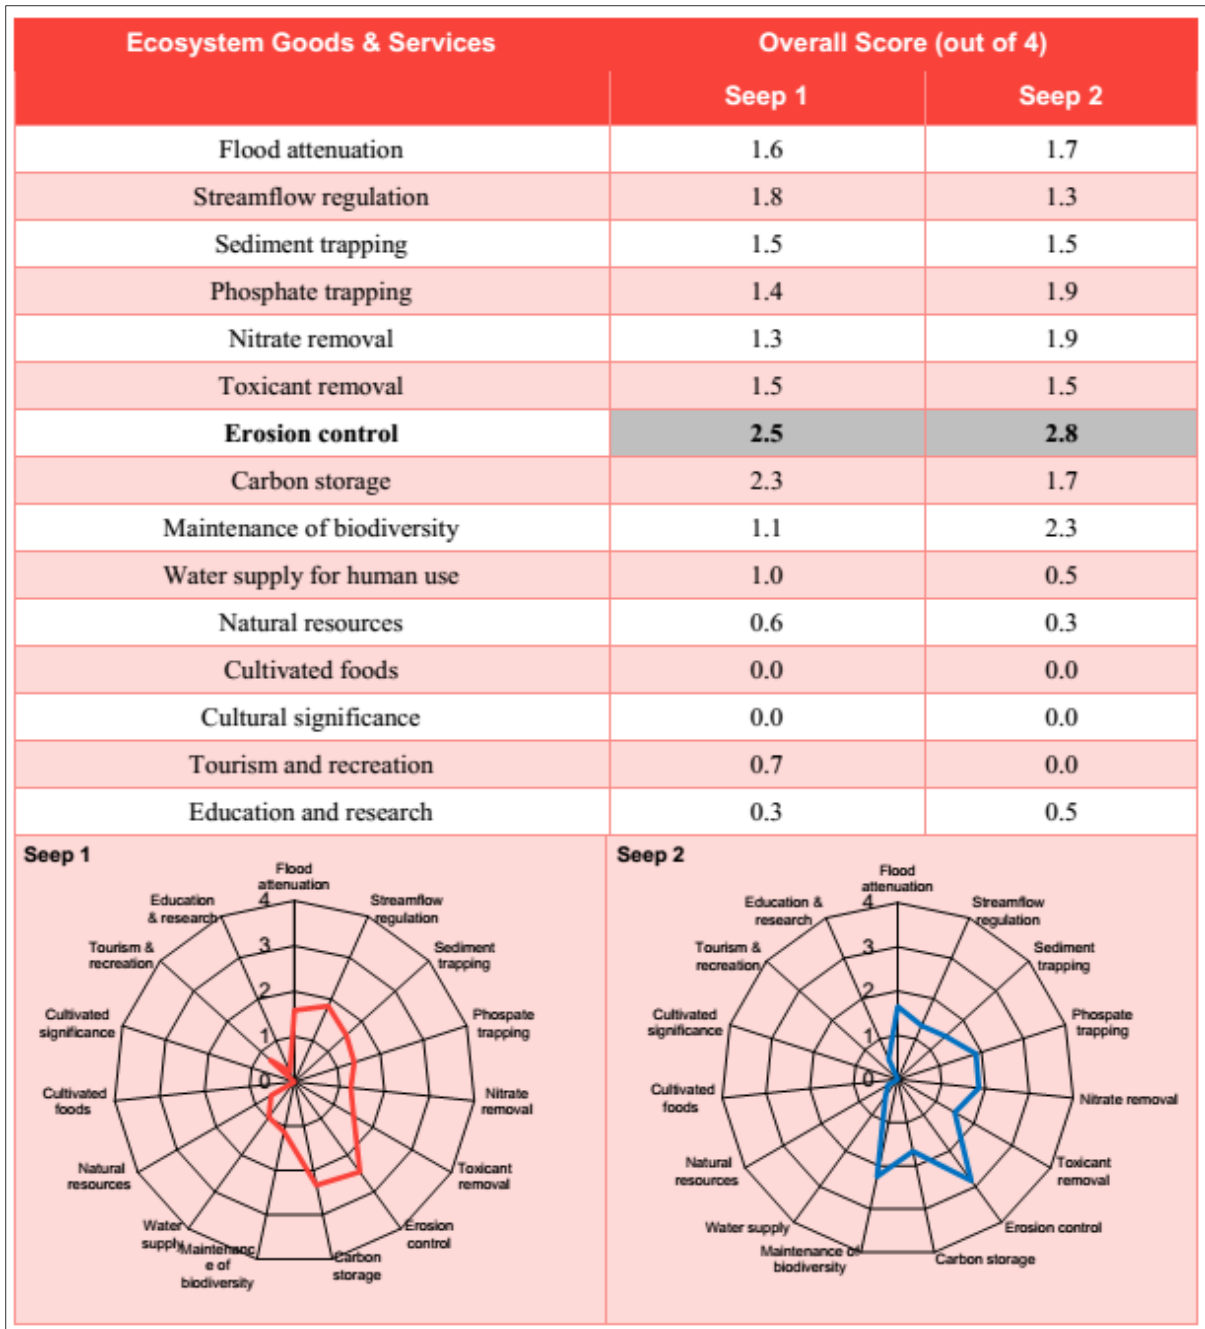 Ecosystem Goods & Services Overall Score (out of 4)
Seep 1 Seep 2
Flood attenuation 1.6 1.7
Streamflow regulation 1.8 1.3
Sediment trapping 1.5 1.5
Phosphate trapping 1.4 1.9
Nitrate removal 1.3 1.9
Toxicant removal 1.5 1.5
Erosion control 2.5 2.8
Carbon storage 2.3 1.7
Maintenance of biodiversity 1.1 2.3
Water supply for human use 1.0 0.5
Natural resources 0.6 0.3
Cultivated foods 0.0 0.0
Cultural significance 0.0 0.0
Tourism and recreation 0.7 0.0
Education and research 0.3 0.5
Seep 1
Flood
attenuation
Streamflow
regulation
Sediment
trapping
Phospate
trapping
Nitrate
removal
Toxicant
removal
Erosion
control
Carbon
storage
Maintenanc
e of
biodiversity
Water
supply
Natural
resources
Cultivated
foods
Cultivated
significance
Tourism &
recreation
Education
& research
4
3
2
1
0
Seep 2
Flood
attenuation
Streamflow
regulation
Sediment
trapping
Phospate
trapping
Nitrate removal
Toxicant
removal
Erosion control
Carbon storage
Maintenance of
biodiversity
Water supply
Natural
resources
Cultivated
foods
Cultivated
significance
Tourism &
recreation
Education &
research
4
3
2
1
0